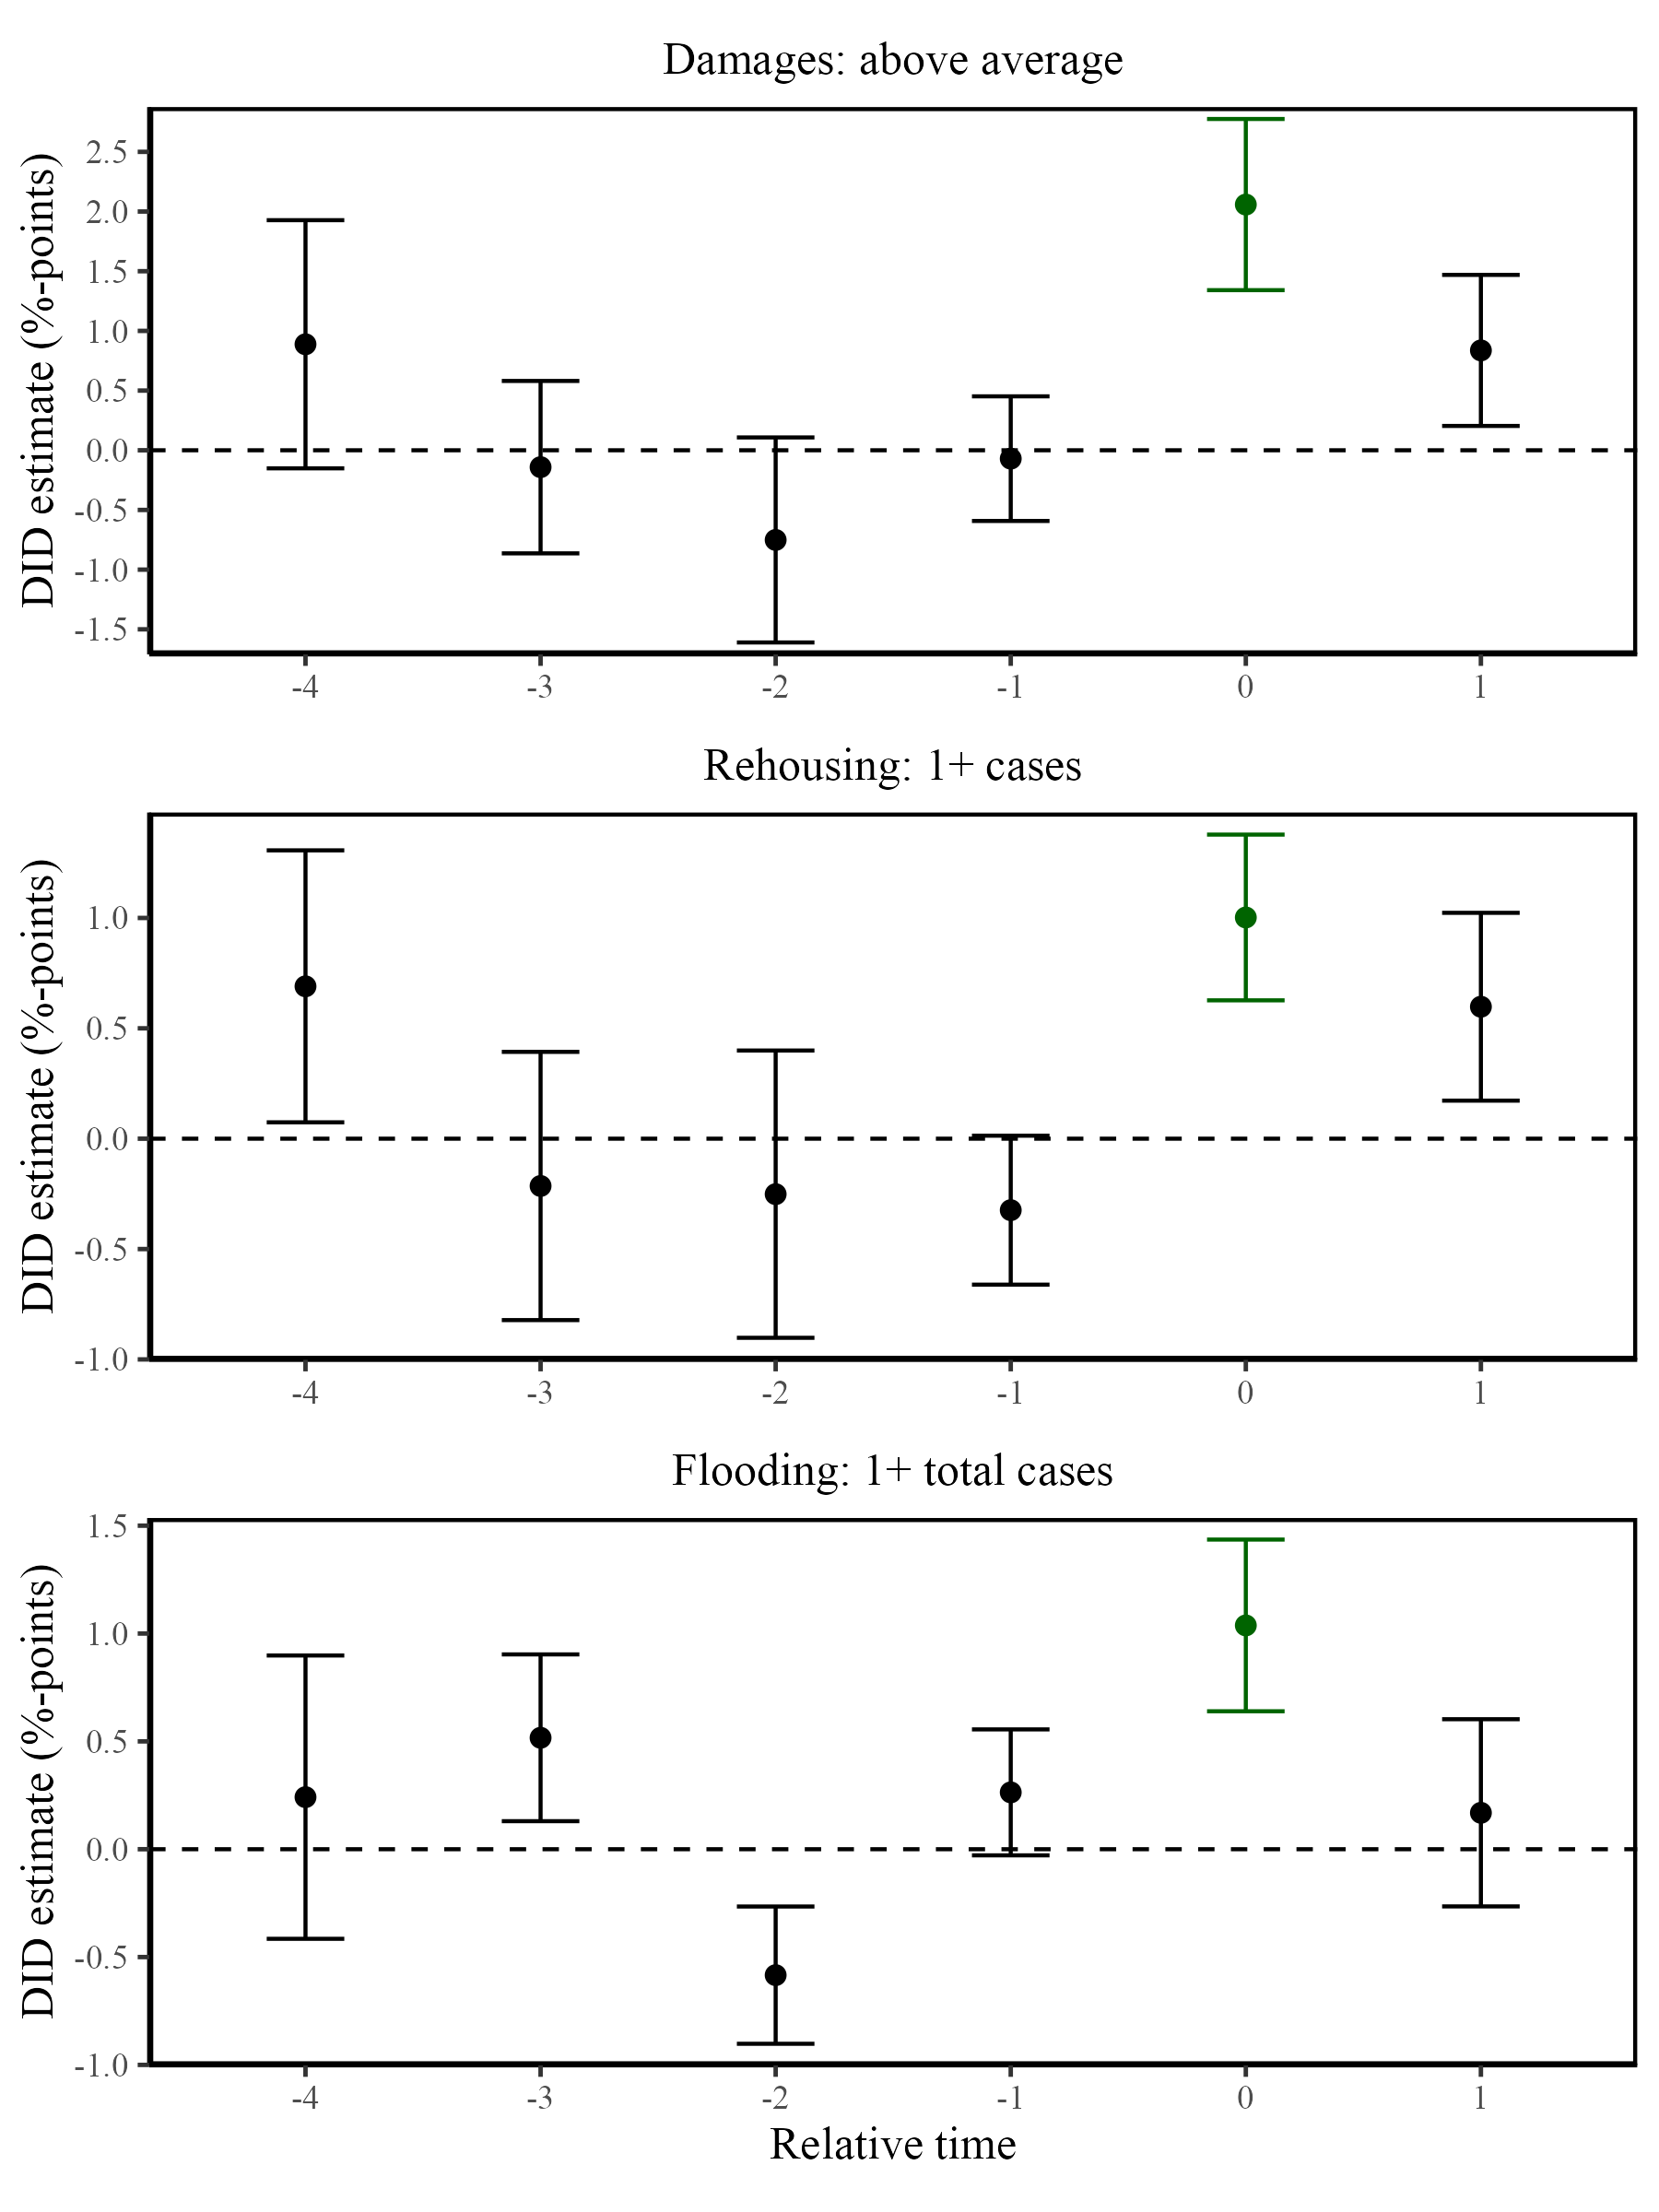 Damages: above average
DID estimate (%-points)
2.5
2.0
1.5
1.0
0.5
0.0
-0.5
-1.0
-1.5
-4 -3 -2 -1 0 1
Rehousing: 1+ cases
DID estimate (%-points)
1.0
0.5
0.0
-0.5
-1.0
-4 -3 -2 -1 0 1
Flooding: 1+ total cases
DID estimate (%-points)
1.5
1.0
0.5
0.0
-0.5
-1.0
-4 -3 -2 -1 0 1
Relative time